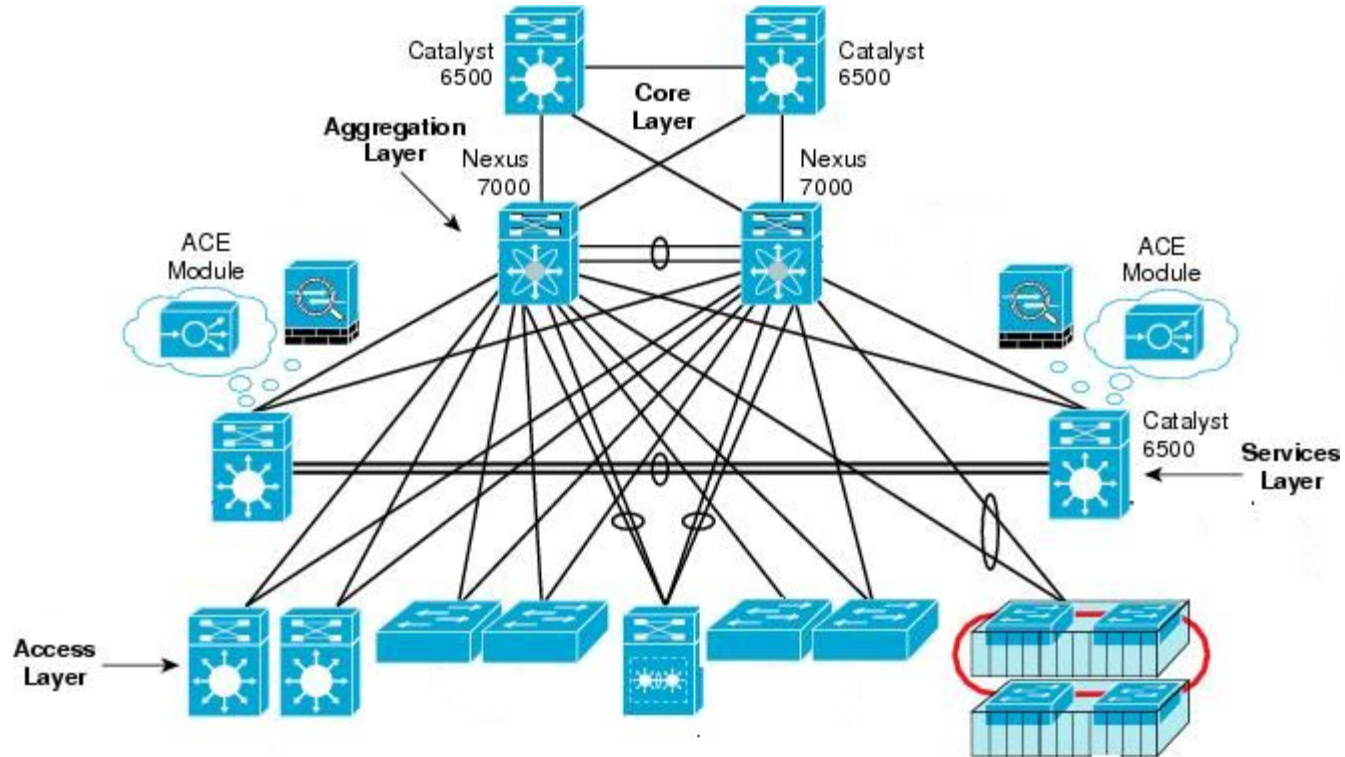 Catalyst
6500
Catalyst
6500
Core
Layer
Aggregation
Layer
Nexus
7000
Nexus
7000
ACE
Module
ACE
Module
Catalyst
6500
Services
Layer
Access
Layer